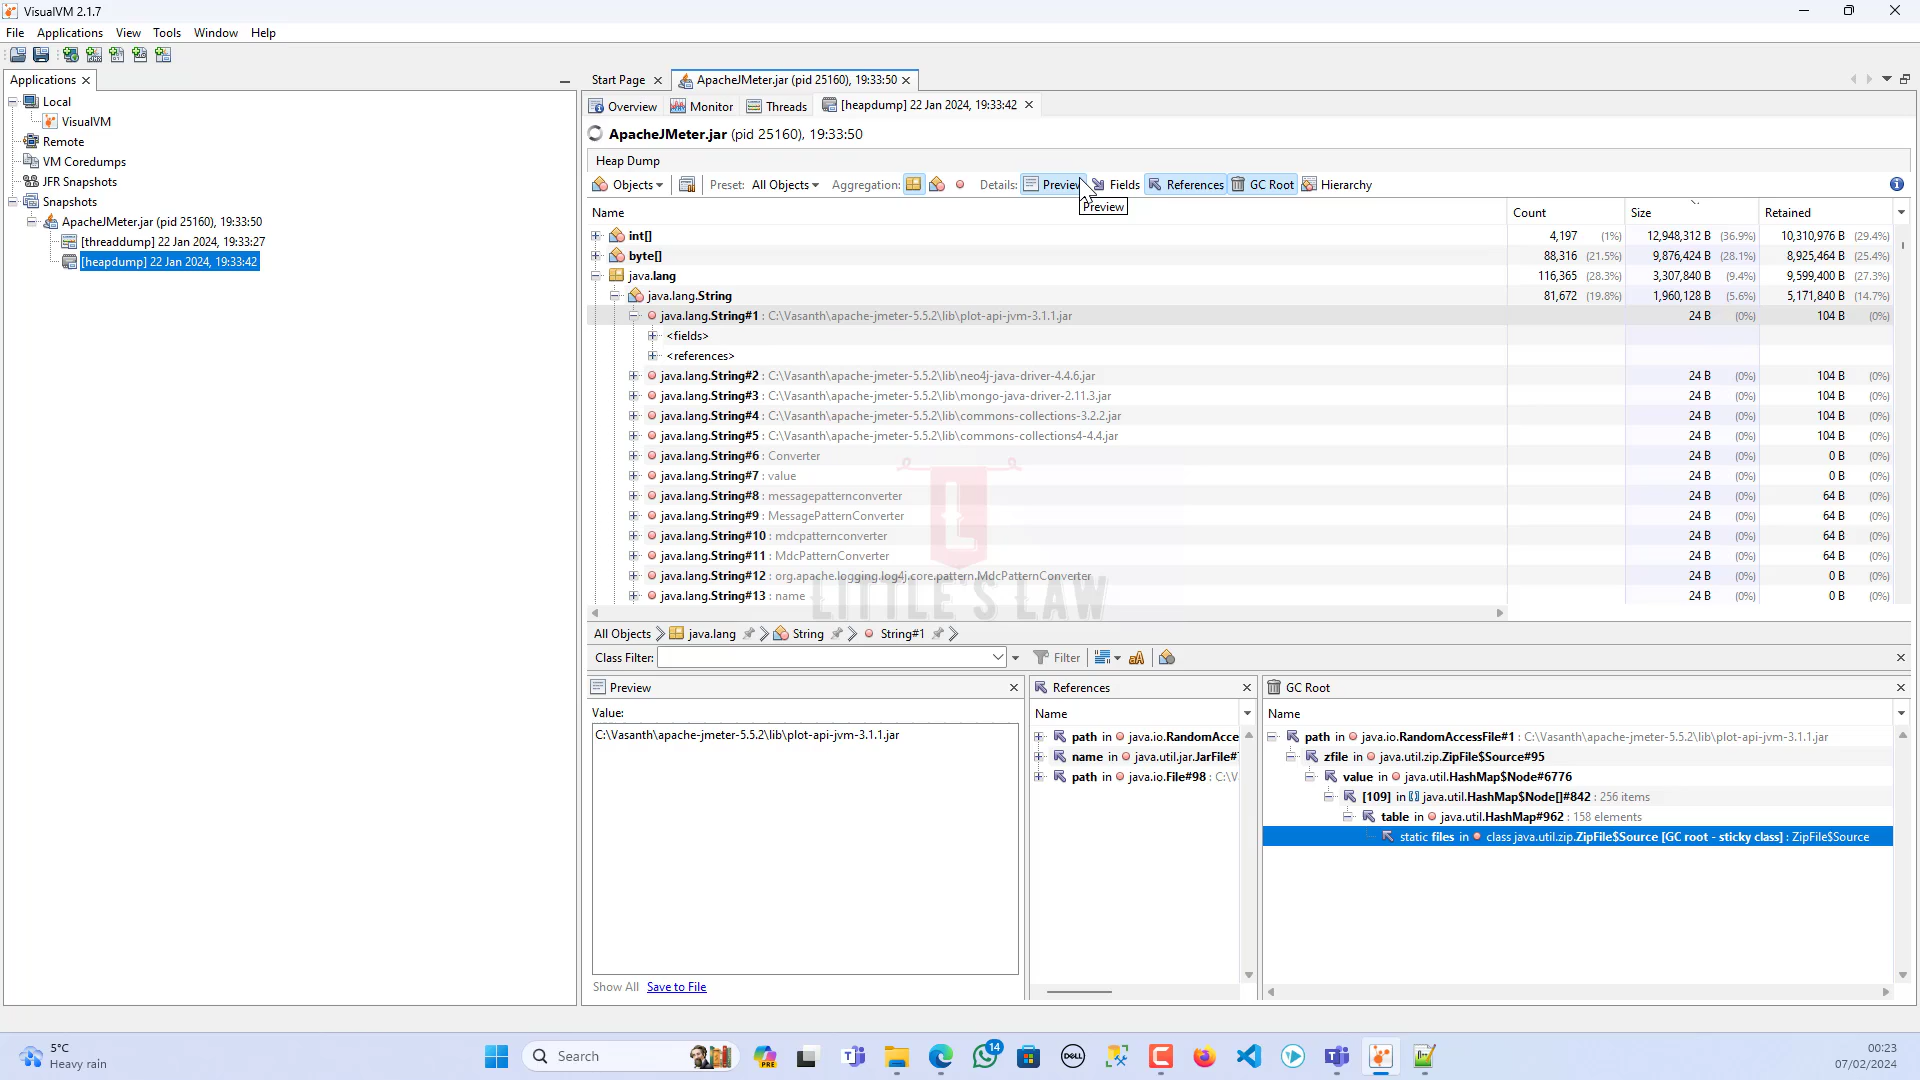 VisualVM 2.1.7
File Applications View Tools Window Help
Applications
Local
VisualVM
Remote
VM Coredumps
JFR Snapshots
Snapshots
ApacheJMeter.jar (pid 25160), 19:33:50
[threaddump] 22 Jan 2024, 19:33:27
[heapdump] 22 Jan 2024, 19:33:42
Start Page ApacheJMeter.jar (pid 25160), 19:33:50
Overview Monitor Threads [heapdump] 22 Jan 2024, 19:33:42
ApacheJMeter.jar (pid 25160), 19:33:50
Heap Dump
Objects Preset: All Objects Aggregation: Details: Preview Fields References GC Root Hierarchy
Preview
Name Count Size Retained
int[] 4,197 (1%) 12,948,312 B (36.9%) 10,310,976 B (29.4%)
byte[] 88,316 (21.5%) 9,876,424 B (28.1%) 8,925,464 B (25.4%)
java.lang 116,365 (28.3%) 3,307,840 B (9.4%) 9,599,400 B (27.3%)
java.lang.String 81,672 (19.8%) 1,960,128 B (5.6%) 5,171,840 B (14.7%)
java.lang.String#1 : C:\Vasanth\apache-jmeter-5.5.2\lib\plot-api-jvm-3.1.1.jar 24 B (0%) 104 B (0%)
<fields>
<references>
java.lang.String#2 : C:\Vasanth\apache-jmeter-5.5.2\lib\neo4j-java-driver-4.4.6.jar 24 B (0%) 104 B (0%)
java.lang.String#3 : C:\Vasanth\apache-jmeter-5.5.2\lib\mongo-java-driver-2.11.3.jar 24 B (0%) 104 B (0%)
java.lang.String#4 : C:\Vasanth\apache-jmeter-5.5.2\lib\commons-collections-3.2.2.jar 24 B (0%) 104 B (0%)
java.lang.String#5 : C:\Vasanth\apache-jmeter-5.5.2\lib\commons-collections4-4.4.jar 24 B (0%) 104 B (0%)
java.lang.String#6 : Converter 24 B (0%) 0 B (0%)
java.lang.String#7 : value 24 B (0%) 0 B (0%)
java.lang.String#8 : messagepatternconverter 24 B (0%) 64 B (0%)
java.lang.String#9 : MessagePatternConverter 24 B (0%) 64 B (0%)
java.lang.String#10 : mdcpatternconverter 24 B (0%) 64 B (0%)
java.lang.String#11 : MdcPatternConverter 24 B (0%) 64 B (0%)
java.lang.String#12 : org.apache.logging.log4j.core.pattern.MdcPatternConverter 24 B (0%) 0 B (0%)
java.lang.String#13 : name 24 B (0%) 0 B (0%)
L
LITTLE'S LAW
All Objects java.lang String String#1
Class Filter: Filter
Preview
Value:
C:\Vasanth\apache-jmeter-5.5.2\lib\plot-api-jvm-3.1.1.jar
Show All Save to File
References
Name
path in java.io.RandomAcce
name in java.util.jar.JarFile#
path in java.io.File#98 : C:\V
GC Root
Name
path in java.io.RandomAccessFile#1 : C:\Vasanth\apache-jmeter-5.5.2\lib\plot-api-jvm-3.1.1.jar
zfile in java.util.zip.ZipFile$Source#95
value in java.util.HashMap$Node#6776
[109] in java.util.HashMap$Node[]#842 : 256 items
table in java.util.HashMap#962 : 158 elements
static files in class java.util.zip.ZipFile$Source [GC root - sticky class] : ZipFile$Source
5°C
Heavy rain
Search
PRE
14
DELL
00:23
07/02/2024